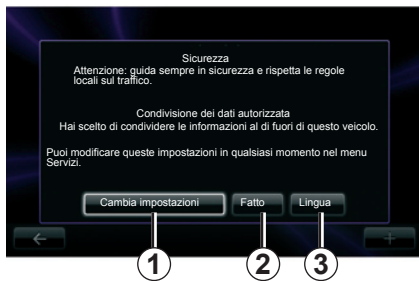 Sicurezza
Attenzione: guida sempre in sicurezza e rispetta le regole
locali sul traffico.
Condivisione dei dati autorizzata
Hai scelto di condividere le informazioni al di fuori di questo veicolo.
Puoi modificare queste impostazioni in qualsiasi momento nel menu
Servizi.
Cambia impostazioni Fatto Lingua
1 2 3